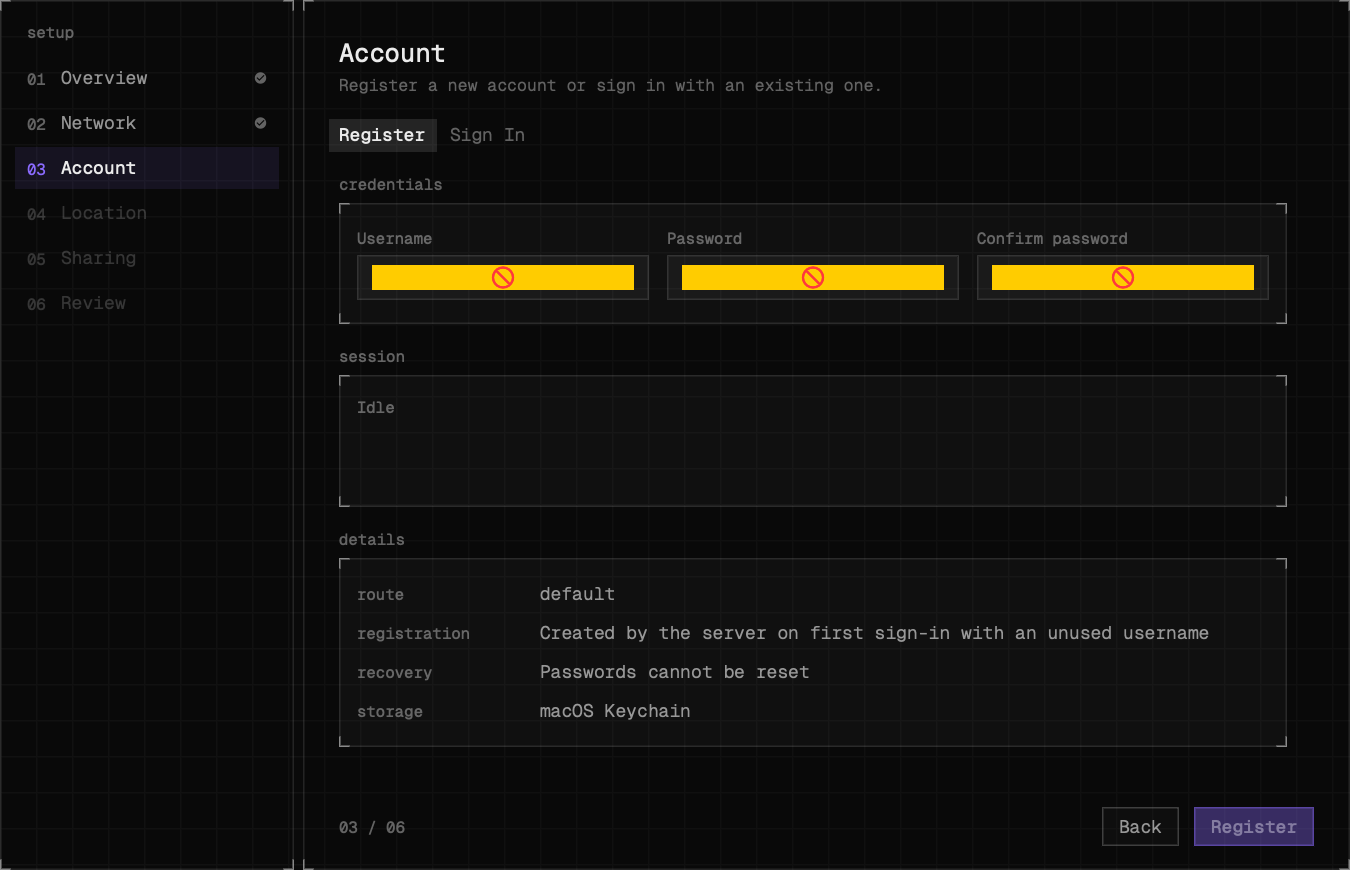 setup
01 Overview
02 Network
03 Account
04 Location
05 Sharing
06 Review
Account
Register a new account or sign in with an existing one.
Register Sign In
credentials
Username Password Confirm password
session
Idle
details
route default
registration Created by the server on first sign-in with an unused username
recovery Passwords cannot be reset
storage macOS Keychain
03 / 06
Back Register